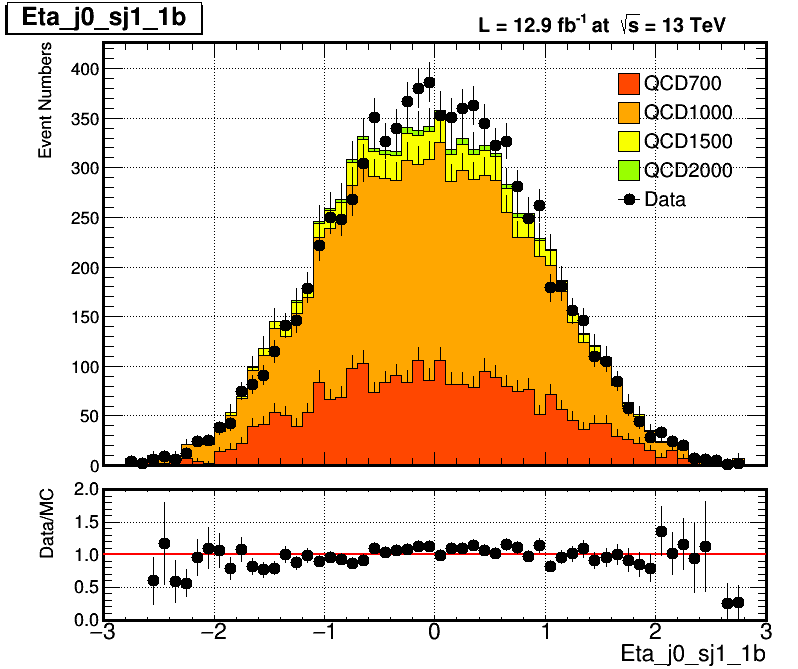 Eta_j0_sj1_1b
L = 12.9 fb⁻¹ at √s = 13 TeV
Event Numbers
400
350
300
250
200
150
100
50
0
QCD700
QCD1000
QCD1500
QCD2000
Data
Data/MC
2.0
1.5
1.0
0.5
0.0
−3 −2 −1 0 1 2 3
Eta_j0_sj1_1b